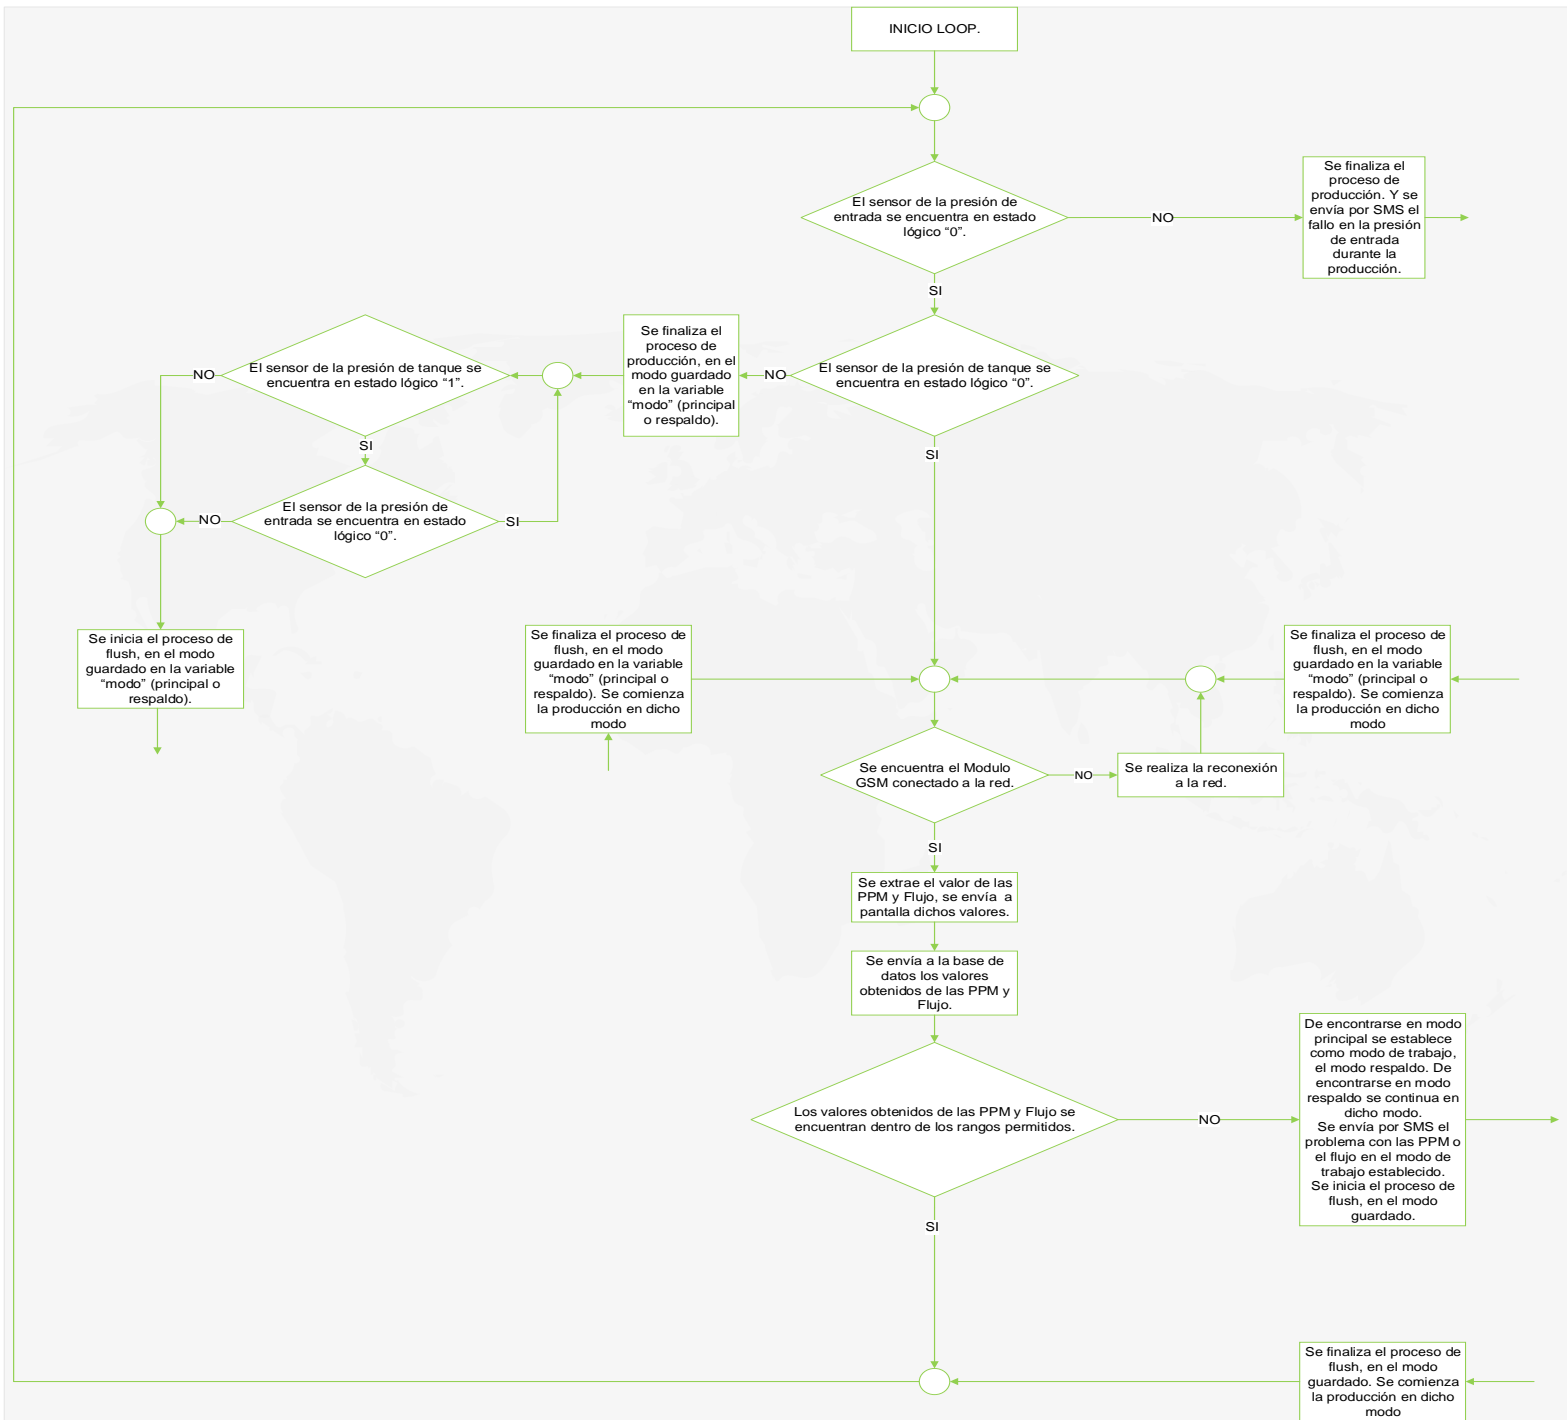 INICIO LOOP.
El sensor de la presión de
entrada se encuentra en estado
lógico “0”.
NO
Se finaliza el
proceso de
producción. Y se
envía por SMS el
fallo en la presión
de entrada
durante la
producción.
SI
El sensor de la presión de tanque se
encuentra en estado lógico “1”.
NO
SI
Se finaliza el
proceso de
producción, en el
modo guardado
en la variable
“modo” (principal
o respaldo).
NO
El sensor de la presión de tanque se
encuentra en estado lógico “0”.
SI
El sensor de la presión de
entrada se encuentra en estado
lógico “0”.
NO
SI
Se inicia el proceso de
flush, en el modo
guardado en la variable
“modo” (principal o
respaldo).
Se finaliza el proceso de
flush, en el modo
guardado en la variable
“modo” (principal o
respaldo). Se comienza
la producción en dicho
modo
Se finaliza el proceso de
flush, en el modo
guardado en la variable
“modo” (principal o
respaldo). Se comienza
la producción en dicho
modo
Se encuentra el Modulo
GSM conectado a la red.
NO
Se realiza la reconexión
a la red.
SI
Se extrae el valor de las
PPM y Flujo, se envía a
pantalla dichos valores.
Se envía a la base de
datos los valores
obtenidos de las PPM y
Flujo.
Los valores obtenidos de las PPM y Flujo se
encuentran dentro de los rangos permitidos.
NO
De encontrarse en modo
principal se establece
como modo de trabajo,
el modo respaldo. De
encontrarse en modo
respaldo se continua en
dicho modo.
Se envía por SMS el
problema con las PPM o
el flujo en el modo de
trabajo establecido.
Se inicia el proceso de
flush, en el modo
guardado.
SI
Se finaliza el proceso de
flush, en el modo
guardado. Se comienza
la producción en dicho
modo